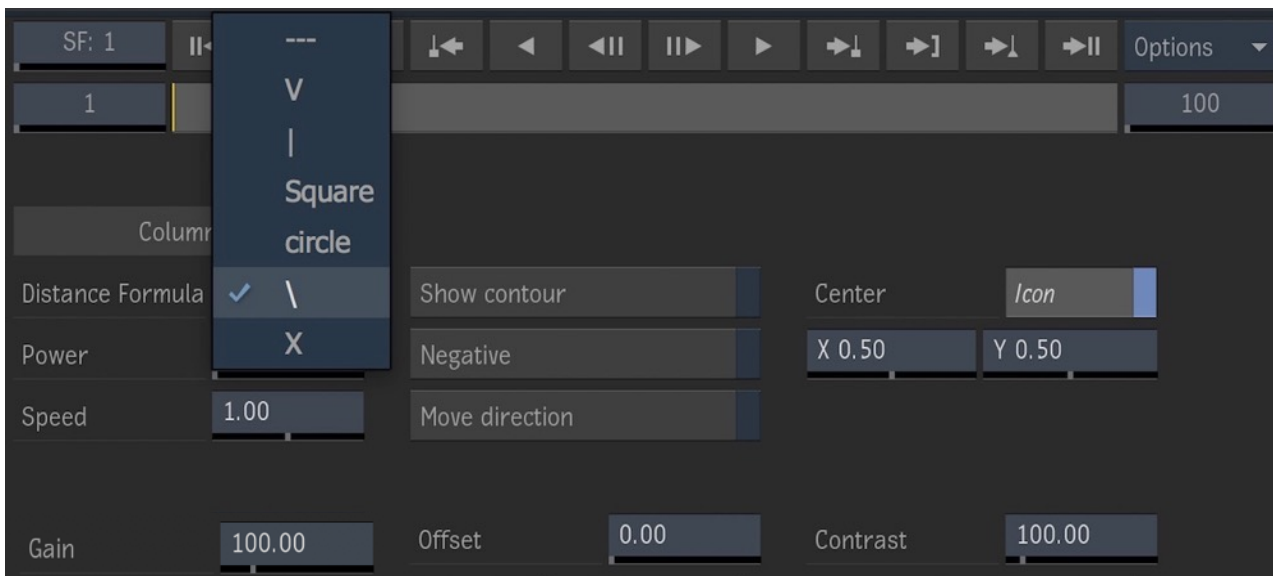 SF: 1
Options
1
100
---
V
|
Square
circle
\
X
Distance Formula
Show contour
Center
Icon
Power
Negative
X 0.50
Y 0.50
Speed
1.00
Move direction
Gain
100.00
Offset
0.00
Contrast
100.00